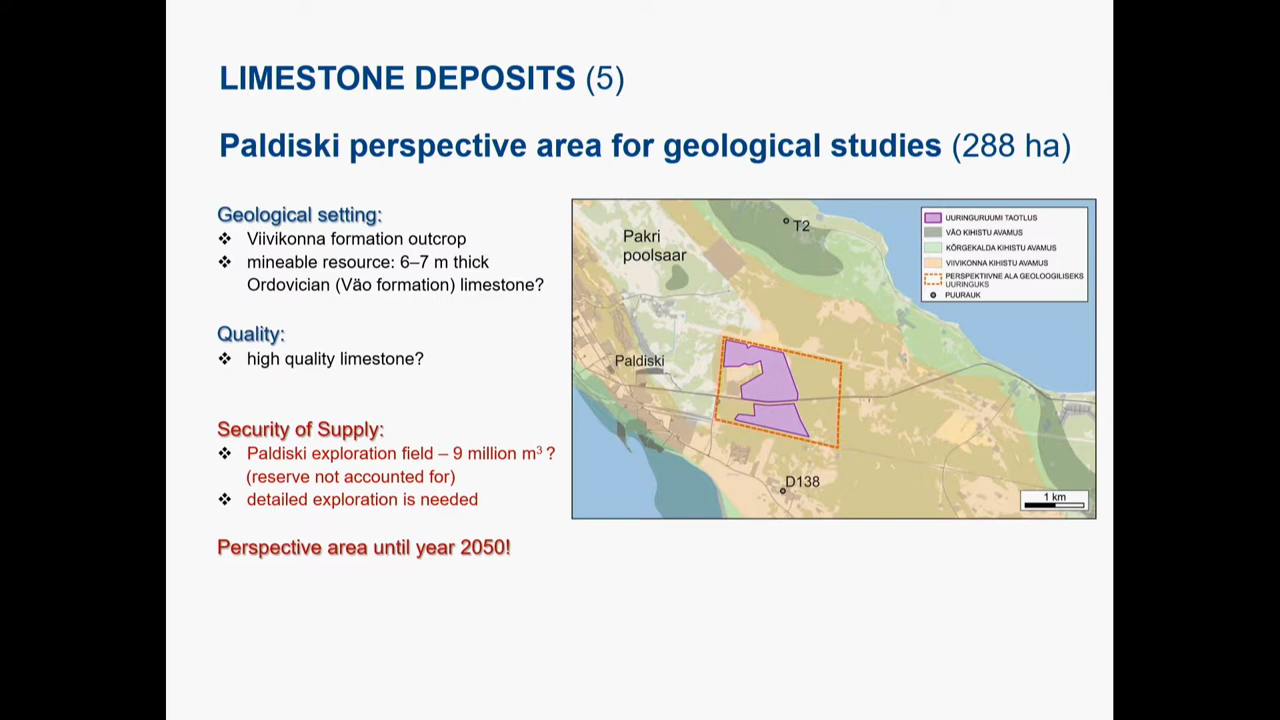 LIMESTONE DEPOSITS (5)
Paldiski perspective area for geological studies (288 ha)
Geological setting:
❖ Viivikonna formation outcrop
❖ mineable resource: 6–7 m thick
Ordovician (Väo formation) limestone?
Quality:
❖ high quality limestone?
Security of Supply:
❖ Paldiski exploration field – 9 million m³ ?
(reserve not accounted for)
❖ detailed exploration is needed
Perspective area until year 2050!
Pakri
poolsaar
T2
Paldiski
D138
1 km
UURINGURUUMI TAOTLUS
VÄO KIHISTU AVAMUS
KÕRGEKALDA KIHISTU AVAMUS
VIIVIKONNA KIHISTU AVAMUS
PERSPEKTIIVNE ALA GEOLOOGILISEKS
UURINGUKS
PUURAUK